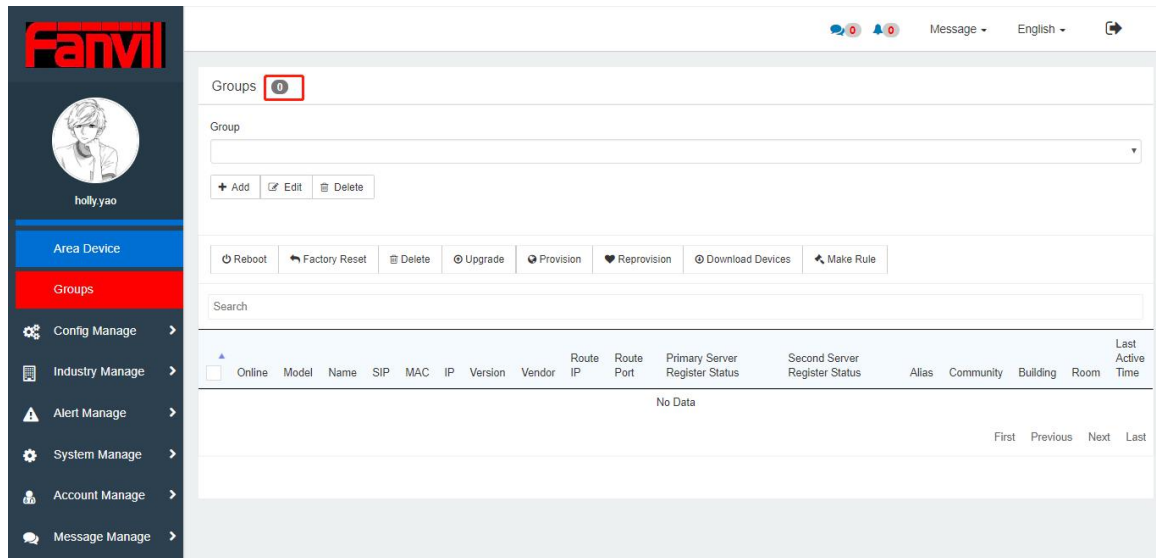 Fanvil
0 0 Message English
Groups 0
Group
Add Edit Delete
holly.yao
Area Device
Groups
Config Manage
Industry Manage
Alert Manage
System Manage
Account Manage
Message Manage
Reboot Factory Reset Delete Upgrade Provision Reprovision Download Devices Make Rule
Search
Online Model Name SIP MAC IP Version Vendor Route IP Route Port Primary Server Register Status Second Server Register Status Alias Community Building Room Last Active Time
No Data
First Previous Next Last